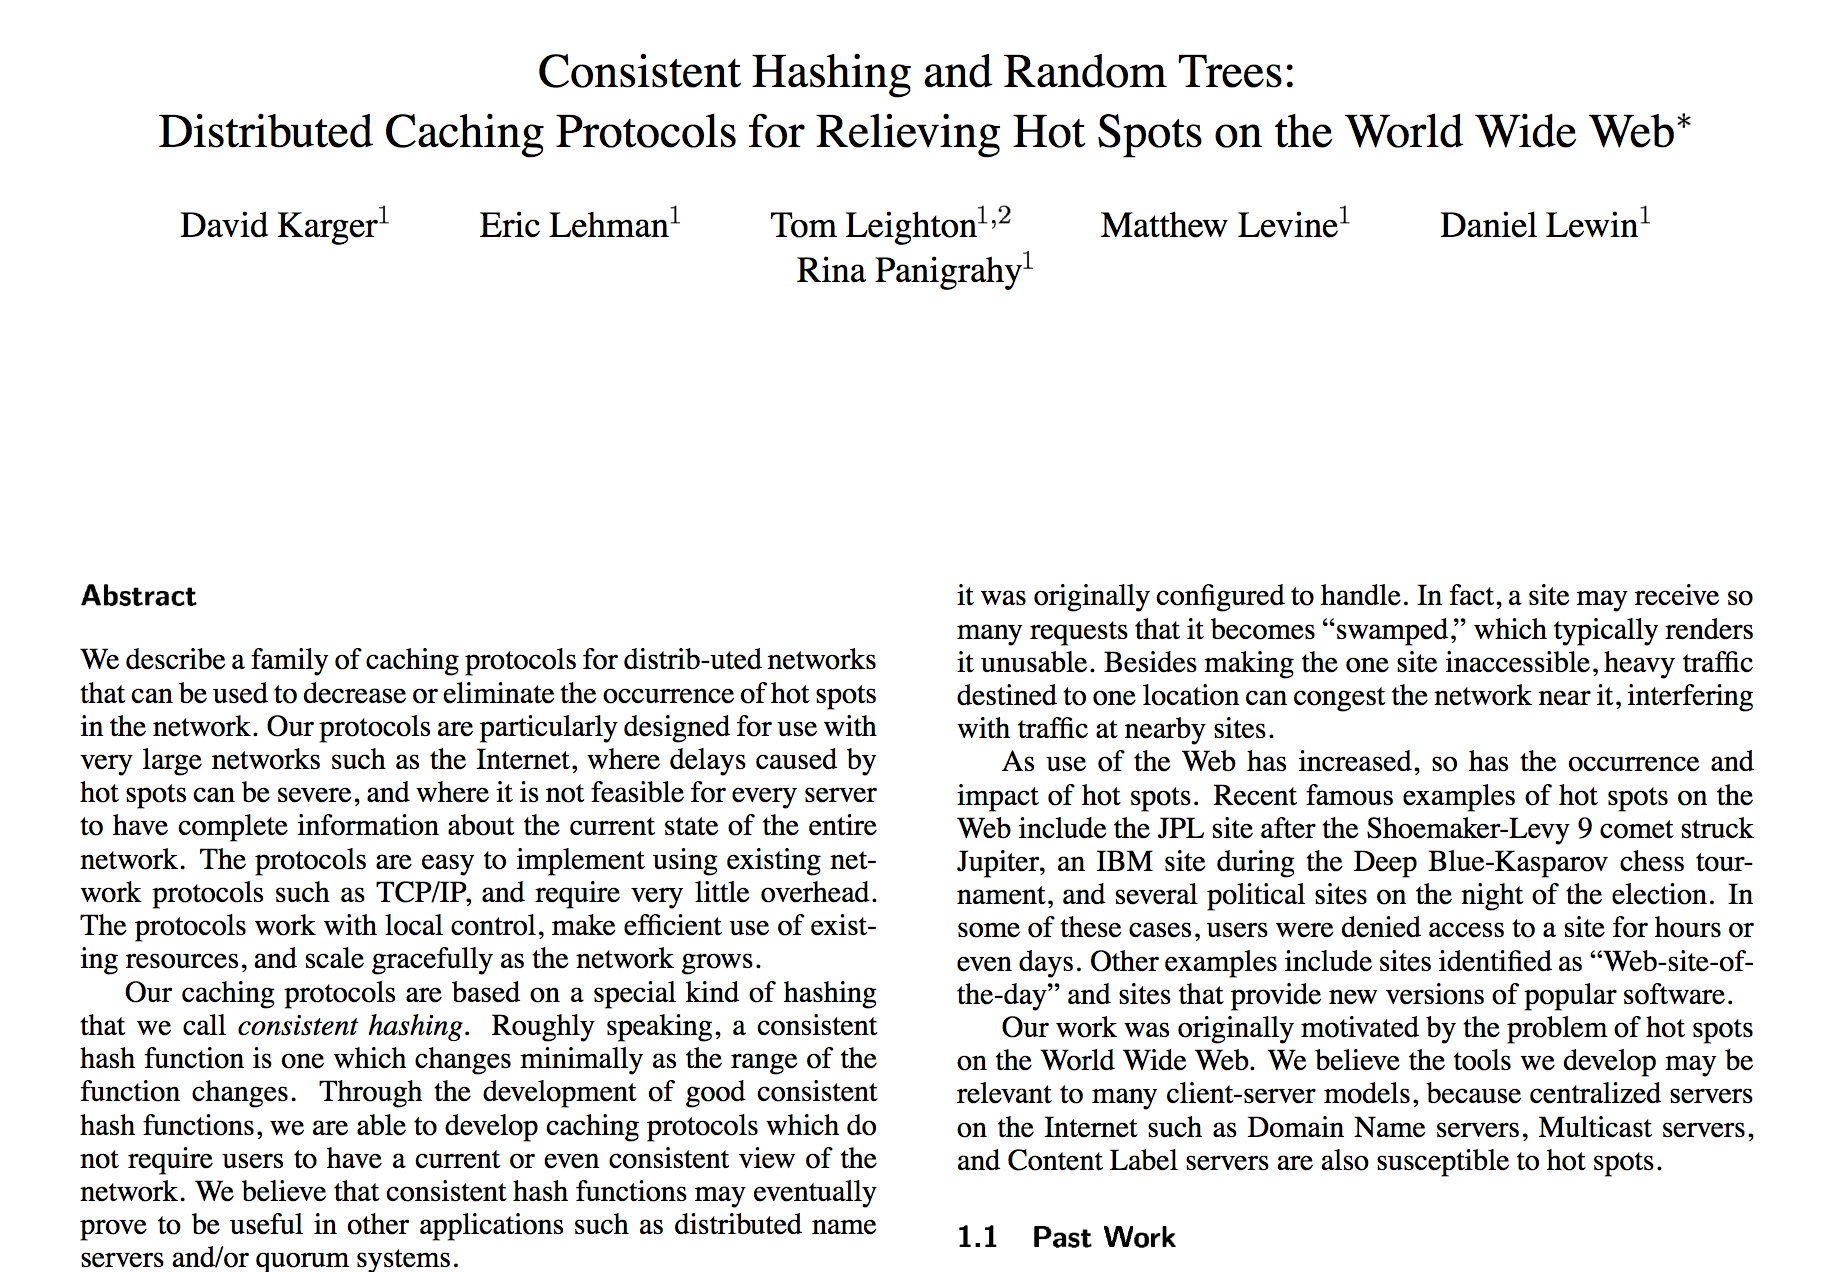 Consistent Hashing and Random Trees:
Distributed Caching Protocols for Relieving Hot Spots on the World Wide Web*
David Karger1 Eric Lehman1 Tom Leighton1,2 Matthew Levine1 Daniel Lewin1
Rina Panigrahy1
Abstract
We describe a family of caching protocols for distrib-uted networks
that can be used to decrease or eliminate the occurrence of hot spots
in the network. Our protocols are particularly designed for use with
very large networks such as the Internet, where delays caused by
hot spots can be severe, and where it is not feasible for every server
to have complete information about the current state of the entire
network. The protocols are easy to implement using existing net-
work protocols such as TCP/IP, and require very little overhead.
The protocols work with local control, make efficient use of exist-
ing resources, and scale gracefully as the network grows.
Our caching protocols are based on a special kind of hashing
that we call consistent hashing. Roughly speaking, a consistent
hash function is one which changes minimally as the range of the
function changes. Through the development of good consistent
hash functions, we are able to develop caching protocols which do
not require users to have a current or even consistent view of the
network. We believe that consistent hash functions may eventually
prove to be useful in other applications such as distributed name
servers and/or quorum systems.
it was originally configured to handle. In fact, a site may receive so
many requests that it becomes “swamped,” which typically renders
it unusable. Besides making the one site inaccessible, heavy traffic
destined to one location can congest the network near it, interfering
with traffic at nearby sites.
As use of the Web has increased, so has the occurrence and
impact of hot spots. Recent famous examples of hot spots on the
Web include the JPL site after the Shoemaker-Levy 9 comet struck
Jupiter, an IBM site during the Deep Blue-Kasparov chess tour-
nament, and several political sites on the night of the election. In
some of these cases, users were denied access to a site for hours or
even days. Other examples include sites identified as “Web-site-of-
the-day” and sites that provide new versions of popular software.
Our work was originally motivated by the problem of hot spots
on the World Wide Web. We believe the tools we develop may be
relevant to many client-server models, because centralized servers
on the Internet such as Domain Name servers, Multicast servers,
and Content Label servers are also susceptible to hot spots.
1.1 Past Work